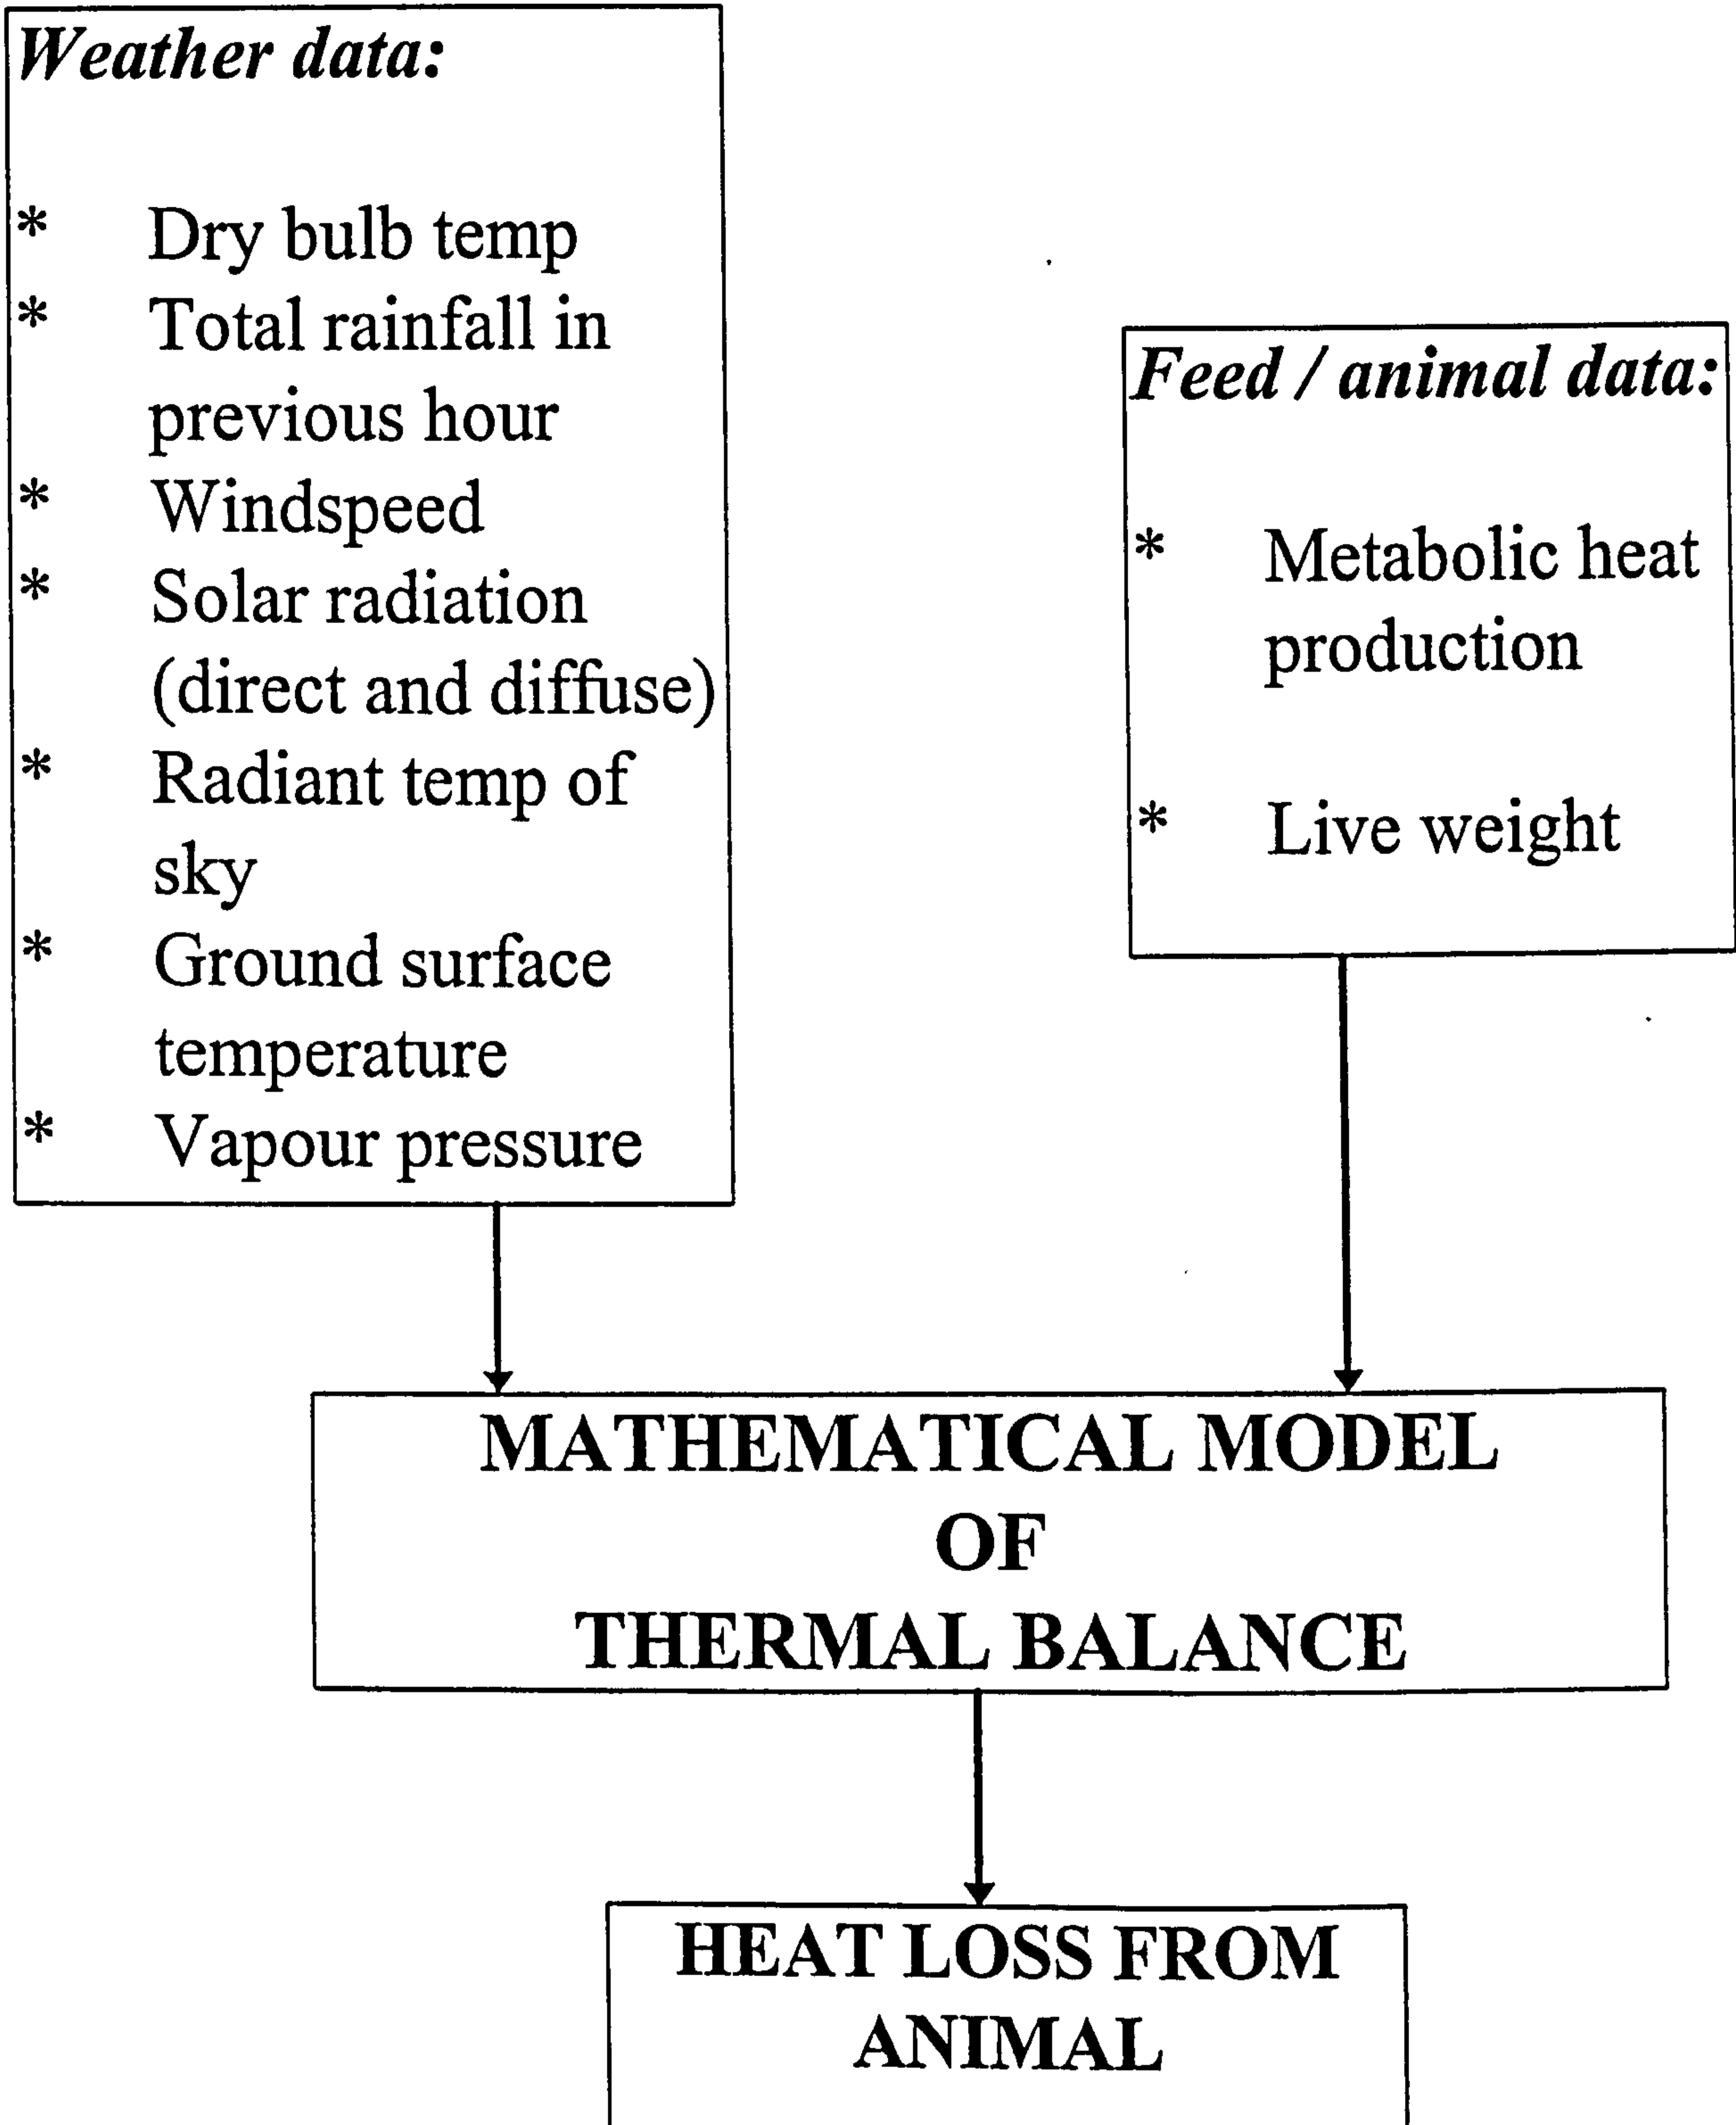 Weather data:
* Dry bulb temp
* Total rainfall in
previous hour
* Windspeed
* Solar radiation
(direct and diffuse)
* Radiant temp of
sky
* Ground surface
temperature
* Vapour pressure
Feed / animal data:
* Metabolic heat
production
* Live weight
MATHEMATICAL MODEL
OF
THERMAL BALANCE
HEAT LOSS FROM
ANIMAL